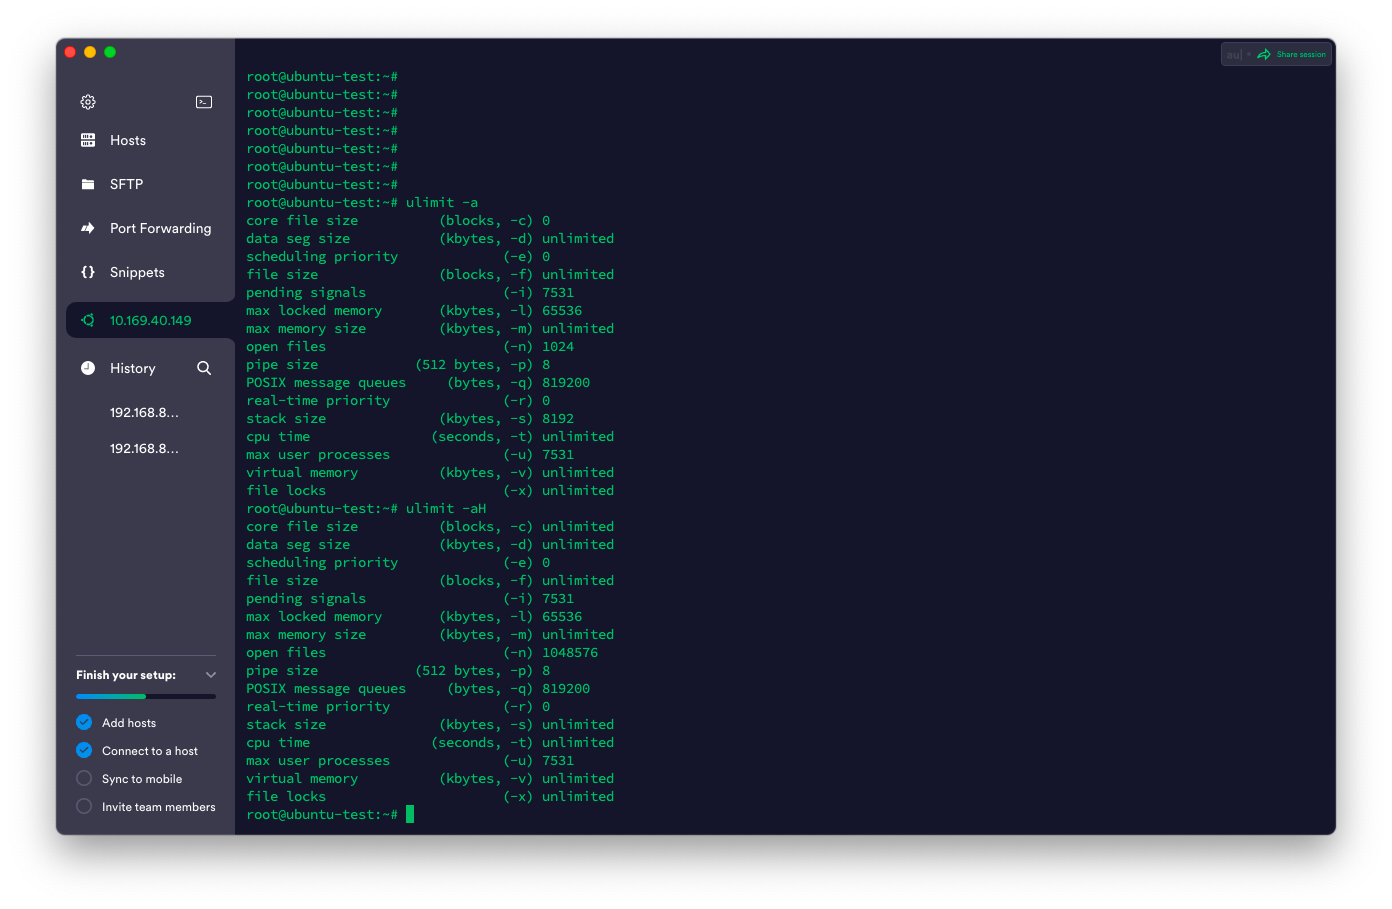 Hosts
SFTP
Port Forwarding
Snippets
10.169.40.149
History
192.168.8...
192.168.8...
Finish your setup:
Add hosts
Connect to a host
Sync to mobile
Invite team members
au|
Share session
root@ubuntu-test:~#
root@ubuntu-test:~#
root@ubuntu-test:~#
root@ubuntu-test:~#
root@ubuntu-test:~#
root@ubuntu-test:~#
root@ubuntu-test:~#
root@ubuntu-test:~# ulimit -a
core file size          (blocks, -c) 0
data seg size           (kbytes, -d) unlimited
scheduling priority             (-e) 0
file size               (blocks, -f) unlimited
pending signals                 (-i) 7531
max locked memory       (kbytes, -l) 65536
max memory size         (kbytes, -m) unlimited
open files                      (-n) 1024
pipe size            (512 bytes, -p) 8
POSIX message queues     (bytes, -q) 819200
real-time priority              (-r) 0
stack size              (kbytes, -s) 8192
cpu time               (seconds, -t) unlimited
max user processes              (-u) 7531
virtual memory          (kbytes, -v) unlimited
file locks                      (-x) unlimited
root@ubuntu-test:~# ulimit -aH
core file size          (blocks, -c) unlimited
data seg size           (kbytes, -d) unlimited
scheduling priority             (-e) 0
file size               (blocks, -f) unlimited
pending signals                 (-i) 7531
max locked memory       (kbytes, -l) 65536
max memory size         (kbytes, -m) unlimited
open files                      (-n) 1048576
pipe size            (512 bytes, -p) 8
POSIX message queues     (bytes, -q) 819200
real-time priority              (-r) 0
stack size              (kbytes, -s) unlimited
cpu time               (seconds, -t) unlimited
max user processes              (-u) 7531
virtual memory          (kbytes, -v) unlimited
file locks                      (-x) unlimited
root@ubuntu-test:~#